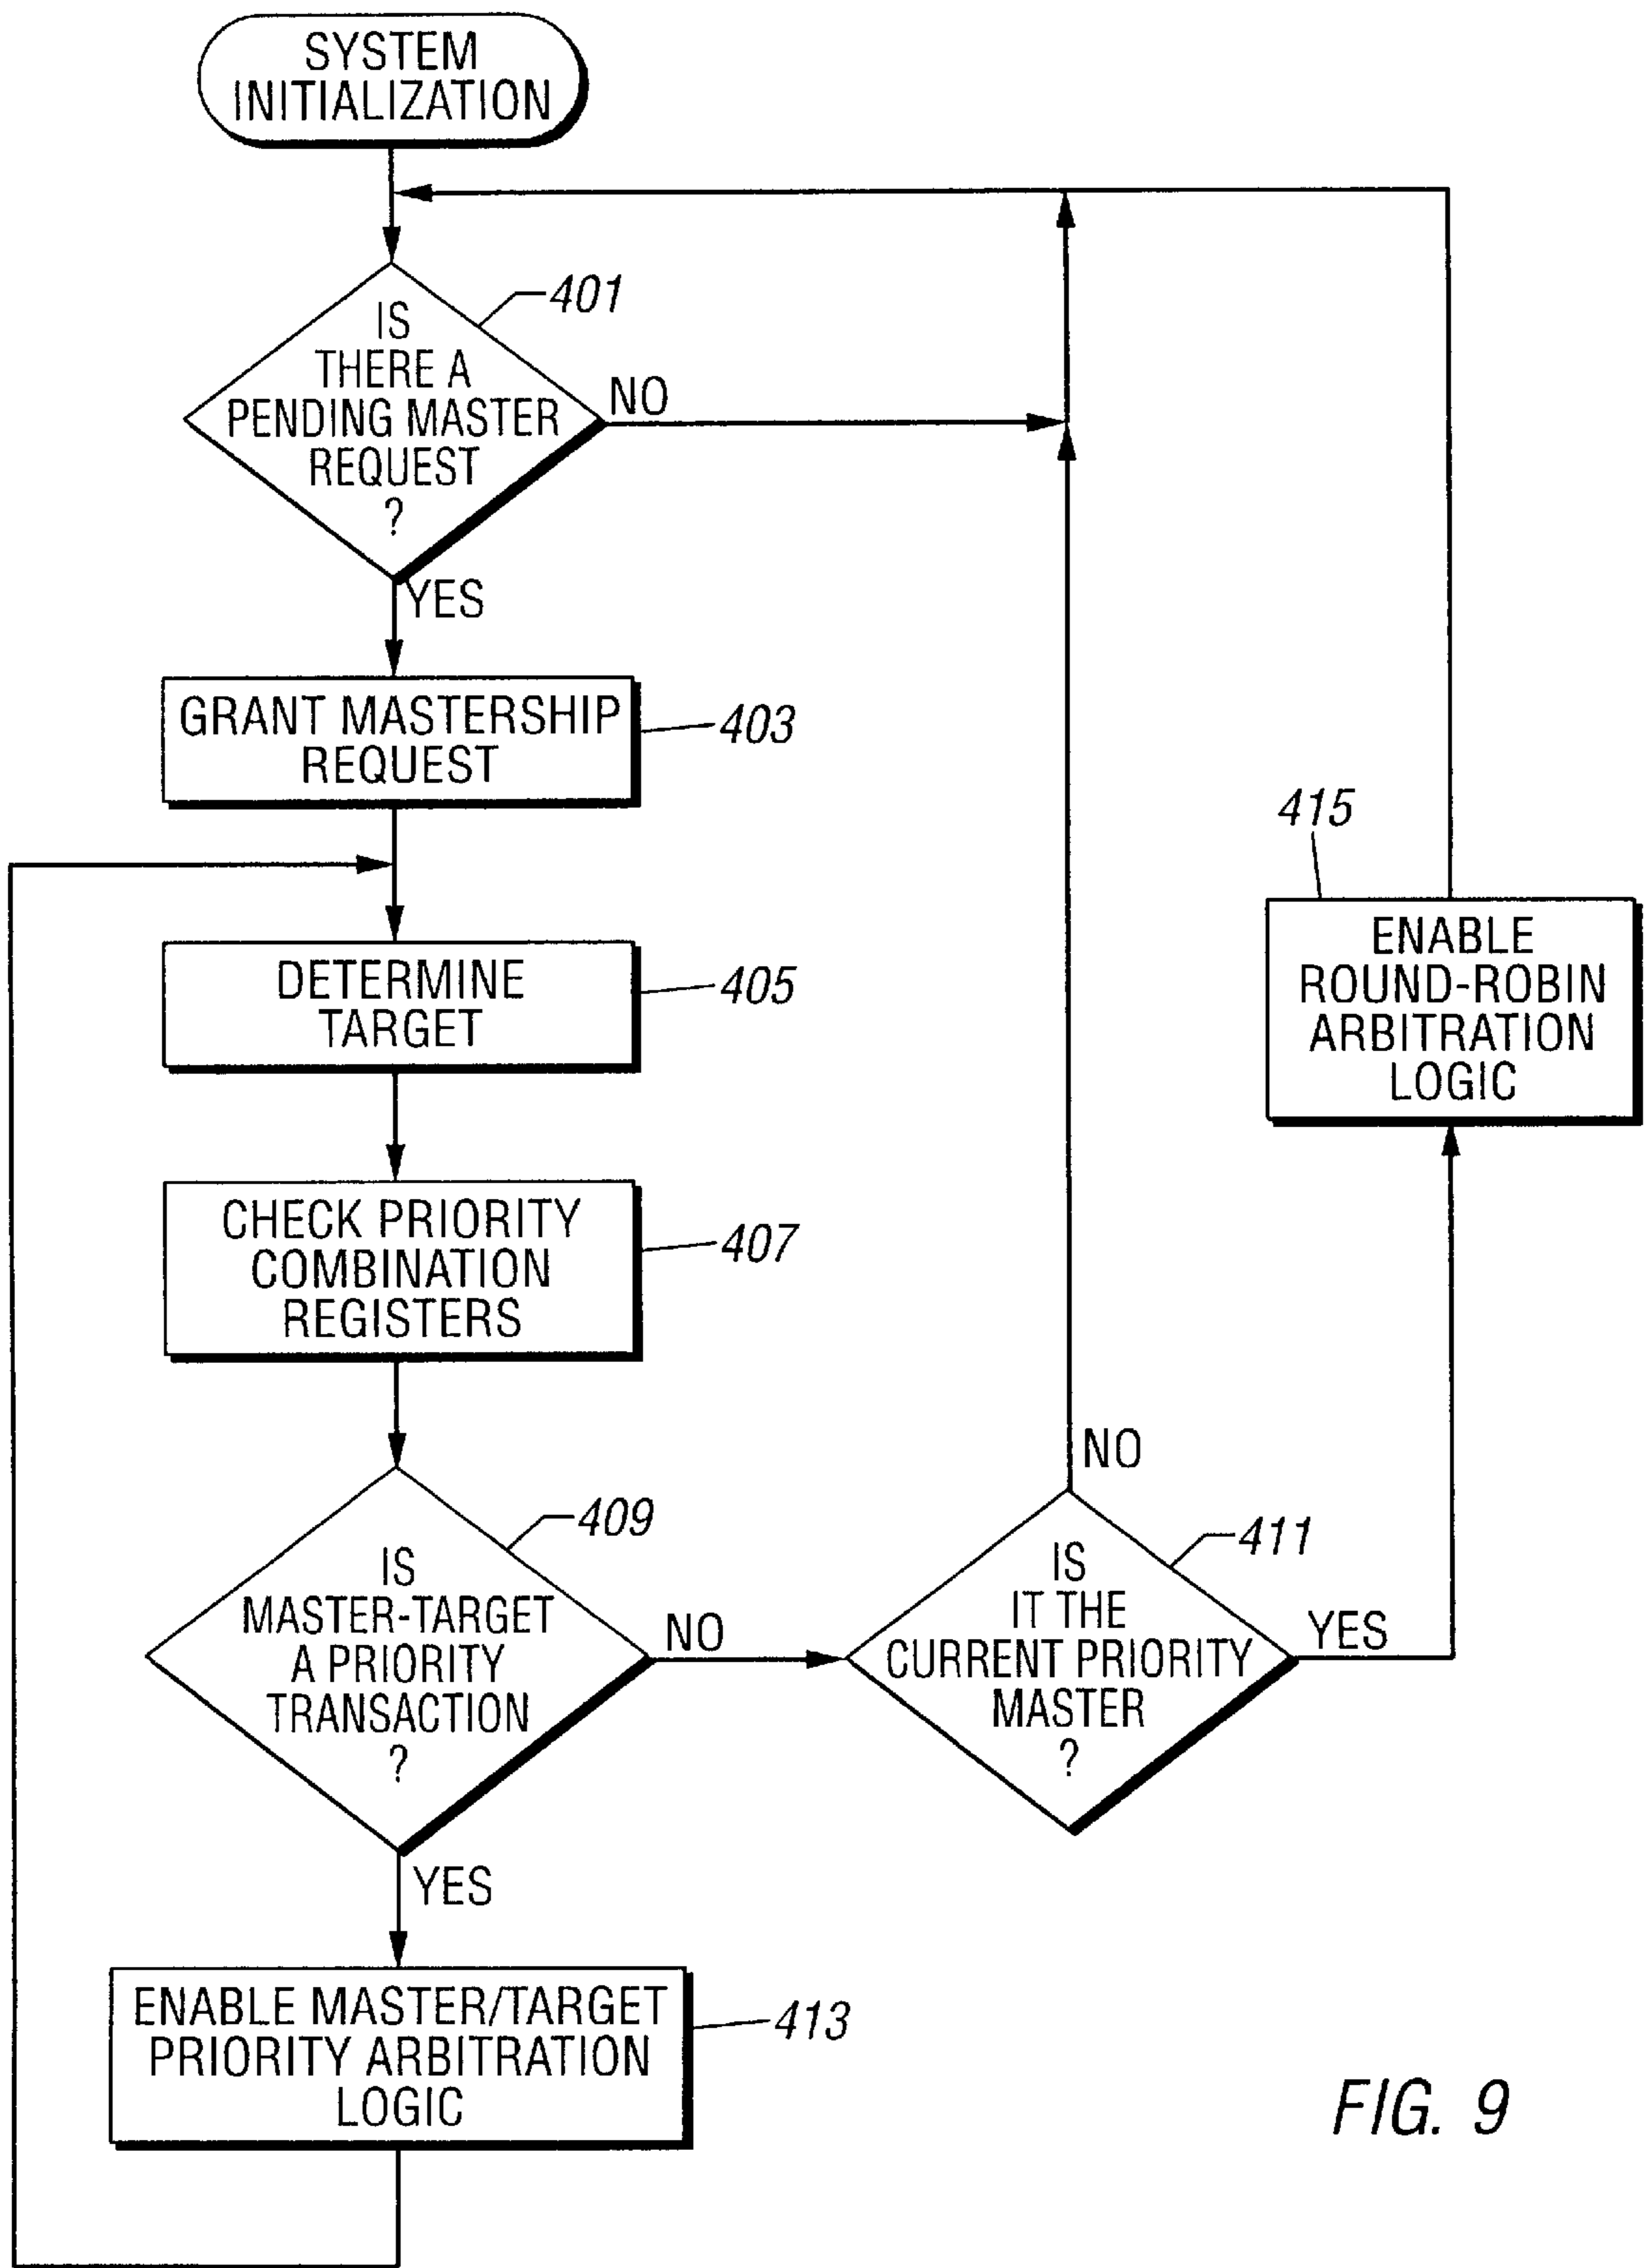 SYSTEM
INITIALIZATION
401
IS
THERE A
PENDING MASTER
REQUEST
?
NO
YES
GRANT MASTERSHIP
REQUEST
403
DETERMINE
TARGET
405
CHECK PRIORITY
COMBINATION
REGISTERS
407
409
IS
MASTER-TARGET
A PRIORITY
TRANSACTION
?
NO
YES
411
IS
IT THE
CURRENT PRIORITY
MASTER
?
NO
YES
415
ENABLE
ROUND-ROBIN
ARBITRATION
LOGIC
ENABLE MASTER/TARGET
PRIORITY ARBITRATION
LOGIC
413
FIG. 9